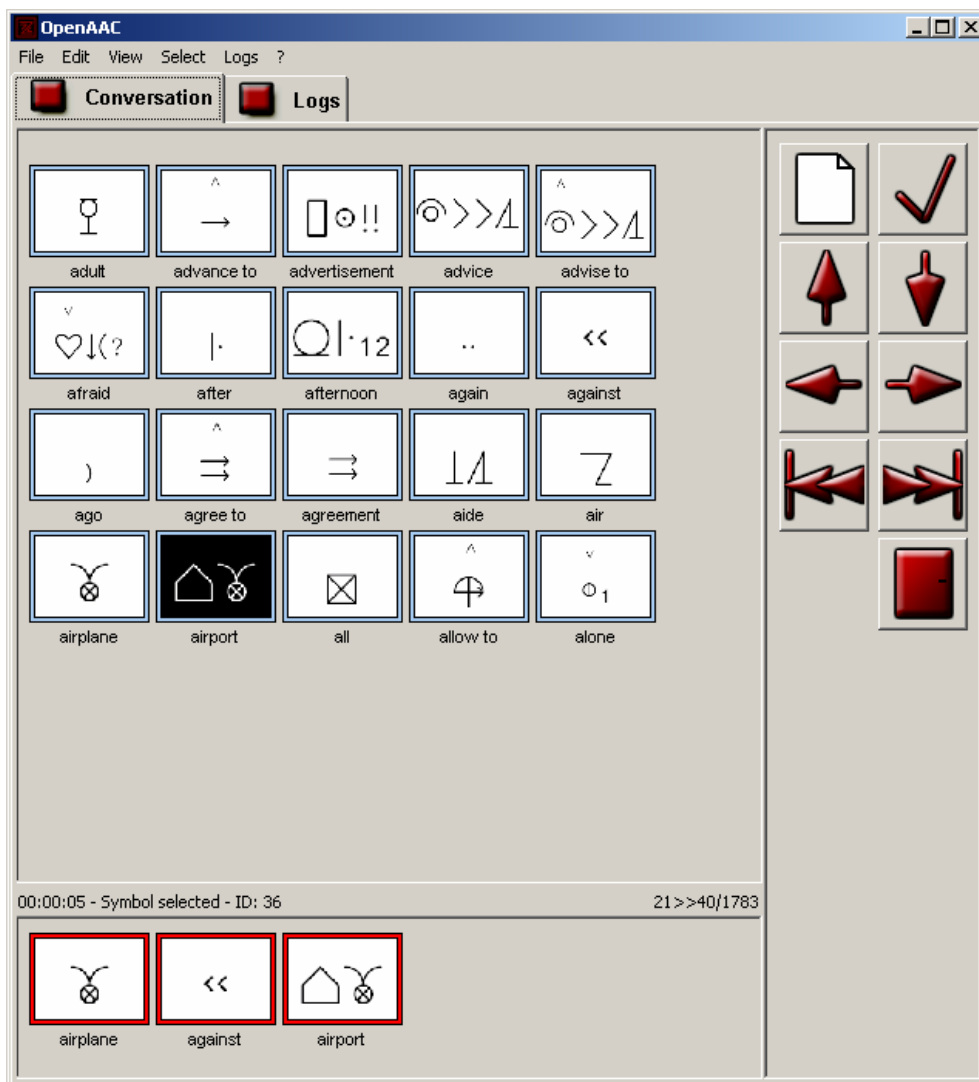 OpenAAC
File Edit View Select Logs ?
Conversation Logs
adult advance to advertisement advice advise to
12
afraid after afternoon again against
ago agree to agreement aide air
1
airplane airport all allow to alone
00:00:05 - Symbol selected - ID: 36 21>>40/1783
airplane against airport